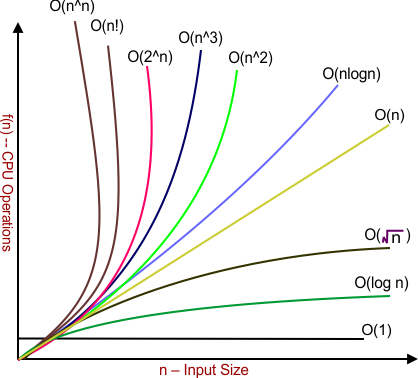 O(n^n)
O(n!)
O(2^n)
O(n^3)
O(n^2)
O(nlogn)
O(n)
O(√n)
O(log n)
O(1)
f(n) -- CPU Operations
n – Input Size